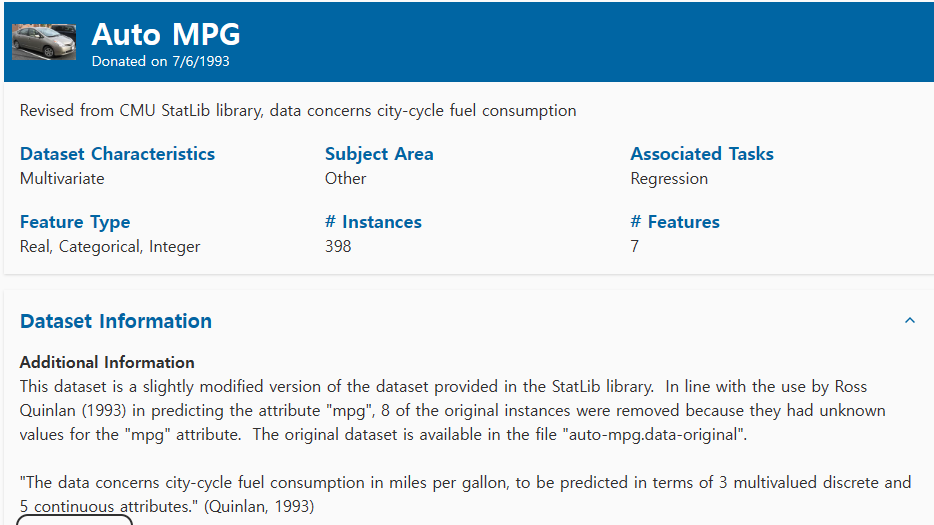 Auto MPG
Donated on 7/6/1993
Revised from CMU StatLib library, data concerns city-cycle fuel consumption
Dataset Characteristics
Multivariate
Subject Area
Other
Associated Tasks
Regression
Feature Type
Real, Categorical, Integer
# Instances
398
# Features
7
Dataset Information
Additional Information
This dataset is a slightly modified version of the dataset provided in the StatLib library.  In line with the use by Ross
Quinlan (1993) in predicting the attribute "mpg", 8 of the original instances were removed because they had unknown
values for the "mpg" attribute.  The original dataset is available in the file "auto-mpg.data-original".
"The data concerns city-cycle fuel consumption in miles per gallon, to be predicted in terms of 3 multivalued discrete and
5 continuous attributes." (Quinlan, 1993)